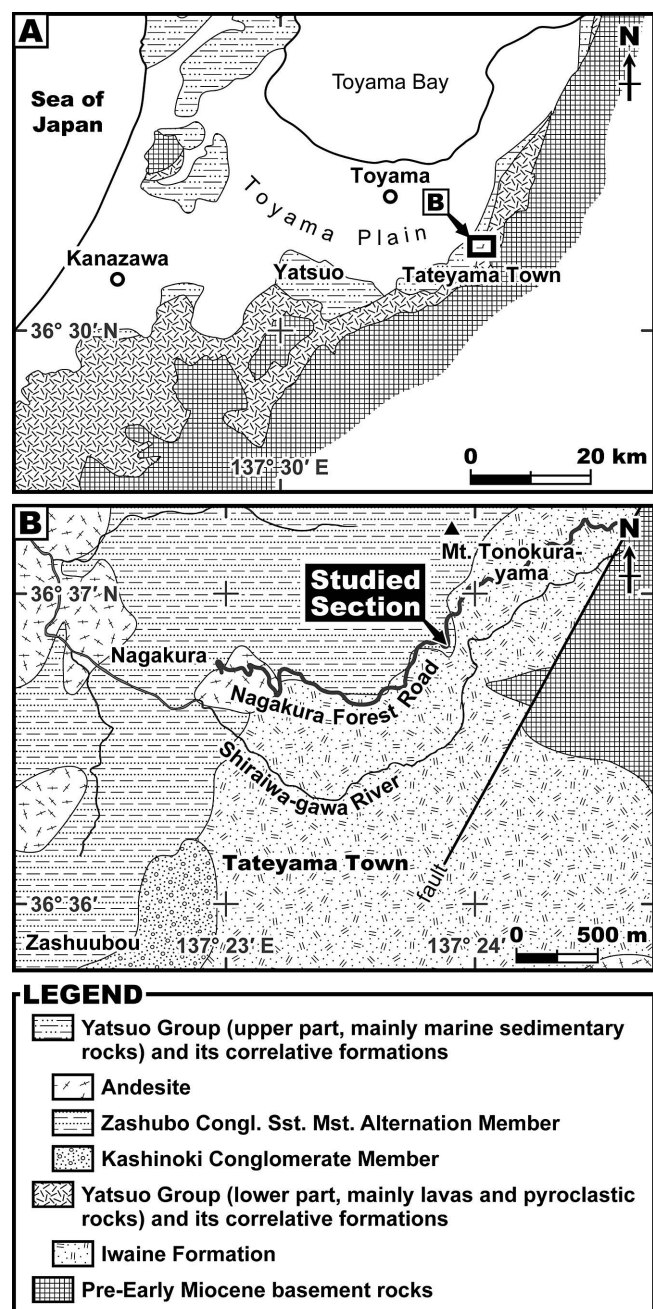 A
N
Sea of
Japan
Toyama Bay
Toyama
B
Toyama Plain
Kanazawa
Yatsuo
Tateyama Town
36° 30′ N
137° 30′ E
0 20 km
B
N
Mt. Tonokura-
yama
Studied
Section
36° 37′ N
Nagakura
Nagakura Forest Road
Shiraiwa-gawa River
Tateyama Town
fault
36° 36′
Zashuubou
137° 23′ E
137° 24′
0 500 m
LEGEND
Yatsuo Group (upper part, mainly marine sedimentary
rocks) and its correlative formations
Andesite
Zashubo Congl. Sst. Mst. Alternation Member
Kashinoki Conglomerate Member
Yatsuo Group (lower part, mainly lavas and pyroclastic
rocks) and its correlative formations
Iwaine Formation
Pre-Early Miocene basement rocks